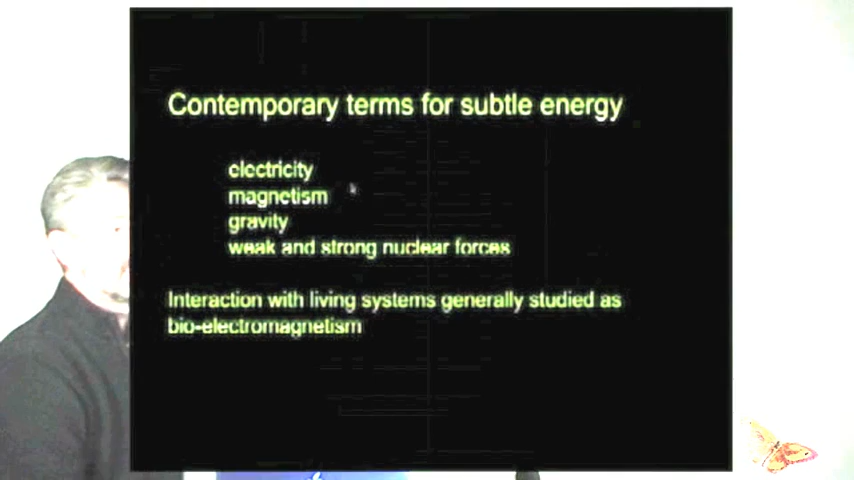 Contemporary terms for subtle energy
electricity
magnetism
gravity
weak and strong nuclear forces
Interaction with living systems generally studied as
bio-electromagnetism